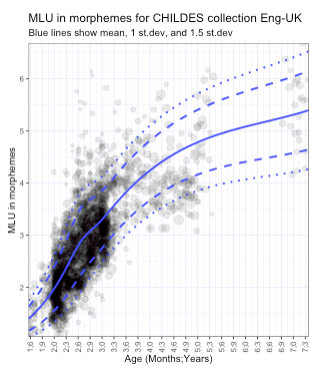 MLU in morphemes for CHILDES collection Eng-UK
Blue lines show mean, 1 st.dev, and 1.5 st.dev
6
5
4
3
2
MLU in morphemes
1;6 1;9 2;0 2;3 2;6 2;9 3;0 3;3 3;6 3;9 4;0 4;3 4;6 4;9 5;0 5;3 5;6 5;9 6;0 6;3 6;6 6;9 7;0 7;3
Age (Months;Years)